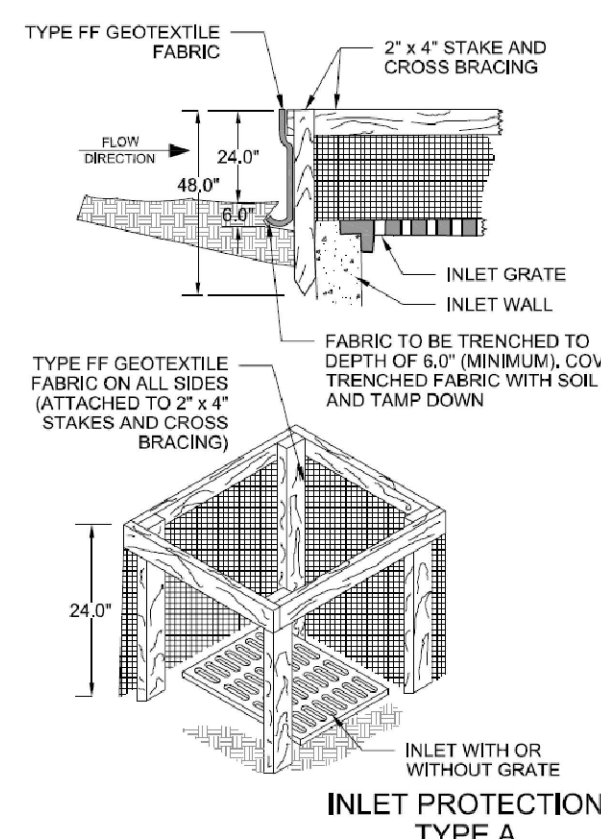 TYPE FF GEOTEXTILE
FABRIC
2" x 4" STAKE AND
CROSS BRACING
FLOW
DIRECTION
24.0"
48.0"
6.0"
INLET GRATE
INLET WALL
FABRIC TO BE TRENCHED TO
DEPTH OF 6.0" (MINIMUM). COV
TRENCHED FABRIC WITH SOIL
AND TAMP DOWN
TYPE FF GEOTEXTILE
FABRIC ON ALL SIDES
(ATTACHED TO 2" x 4"
STAKES AND CROSS
BRACING)
24.0"
INLET WITH OR
WITHOUT GRATE
INLET PROTECTION
TYPE A